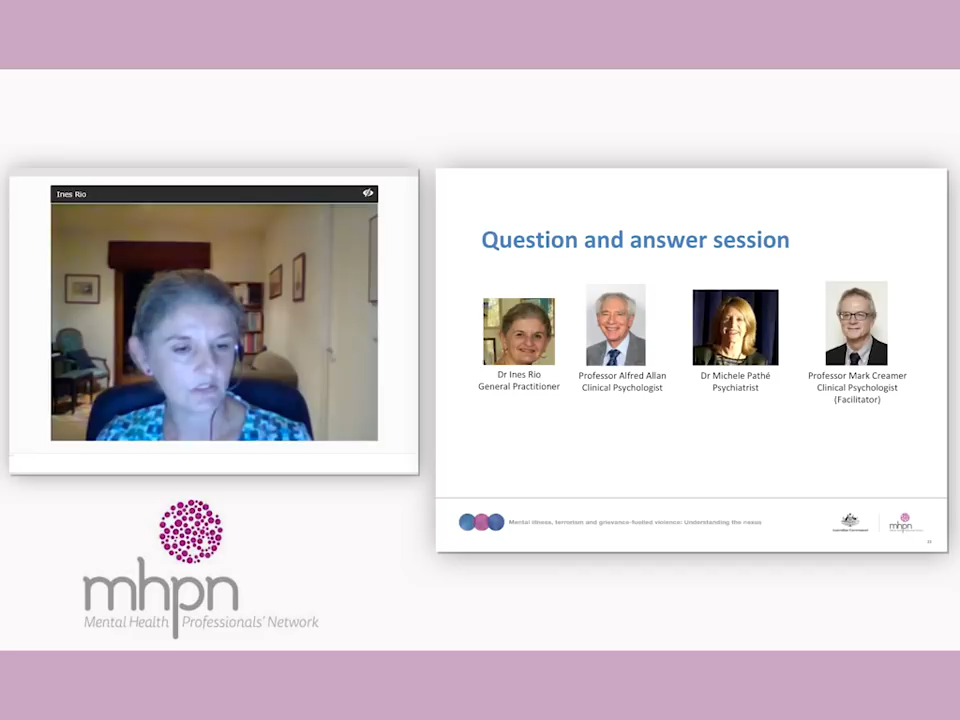 Ines Rio
Question and answer session
Dr Ines Rio
General Practitioner
Professor Alfred Allan
Clinical Psychologist
Dr Michele Pathé
Psychiatrist
Professor Mark Creamer
Clinical Psychologist
(Facilitator)
Mental illness, terrorism and grievance-fuelled violence: Understanding the nexus
Australian Government
mhpn
mhpn
Mental Health Professionals' Network